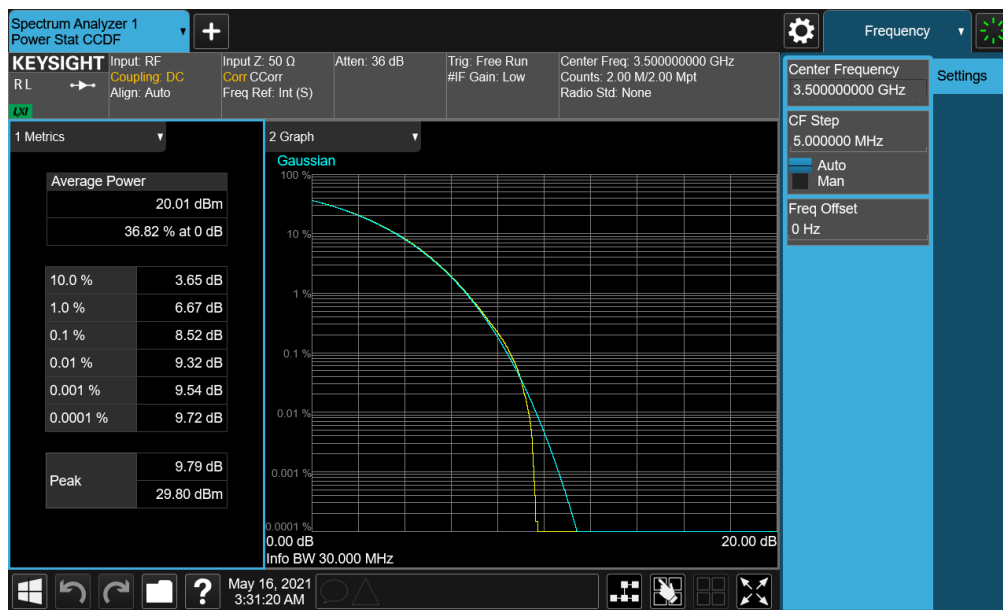 Spectrum Analyzer 1
Power Stat CCDF
+
Frequency
KEYSIGHT
R L
LXI
Input: RF
Coupling: DC
Align: Auto
Input Z: 50 Ω
Corr CCorr
Freq Ref: Int (S)
Atten: 36 dB
Trig: Free Run
#IF Gain: Low
Center Freq: 3.500000000 GHz
Counts: 2.00 M/2.00 Mpt
Radio Std: None
Center Frequency
3.500000000 GHz
Settings
CF Step
5.000000 MHz
Auto
Man
Freq Offset
0 Hz
1 Metrics
Average Power
20.01 dBm
36.82 % at 0 dB
10.0 % 3.65 dB
1.0 % 6.67 dB
0.1 % 8.52 dB
0.01 % 9.32 dB
0.001 % 9.54 dB
0.0001 % 9.72 dB
Peak
9.79 dB
29.80 dBm
2 Graph
Gaussian
100 %
10 %
1 %
0.1 %
0.01 %
0.001 %
0.0001 %
0.00 dB 20.00 dB
Info BW 30.000 MHz
?
May 16, 2021
3:31:20 AM